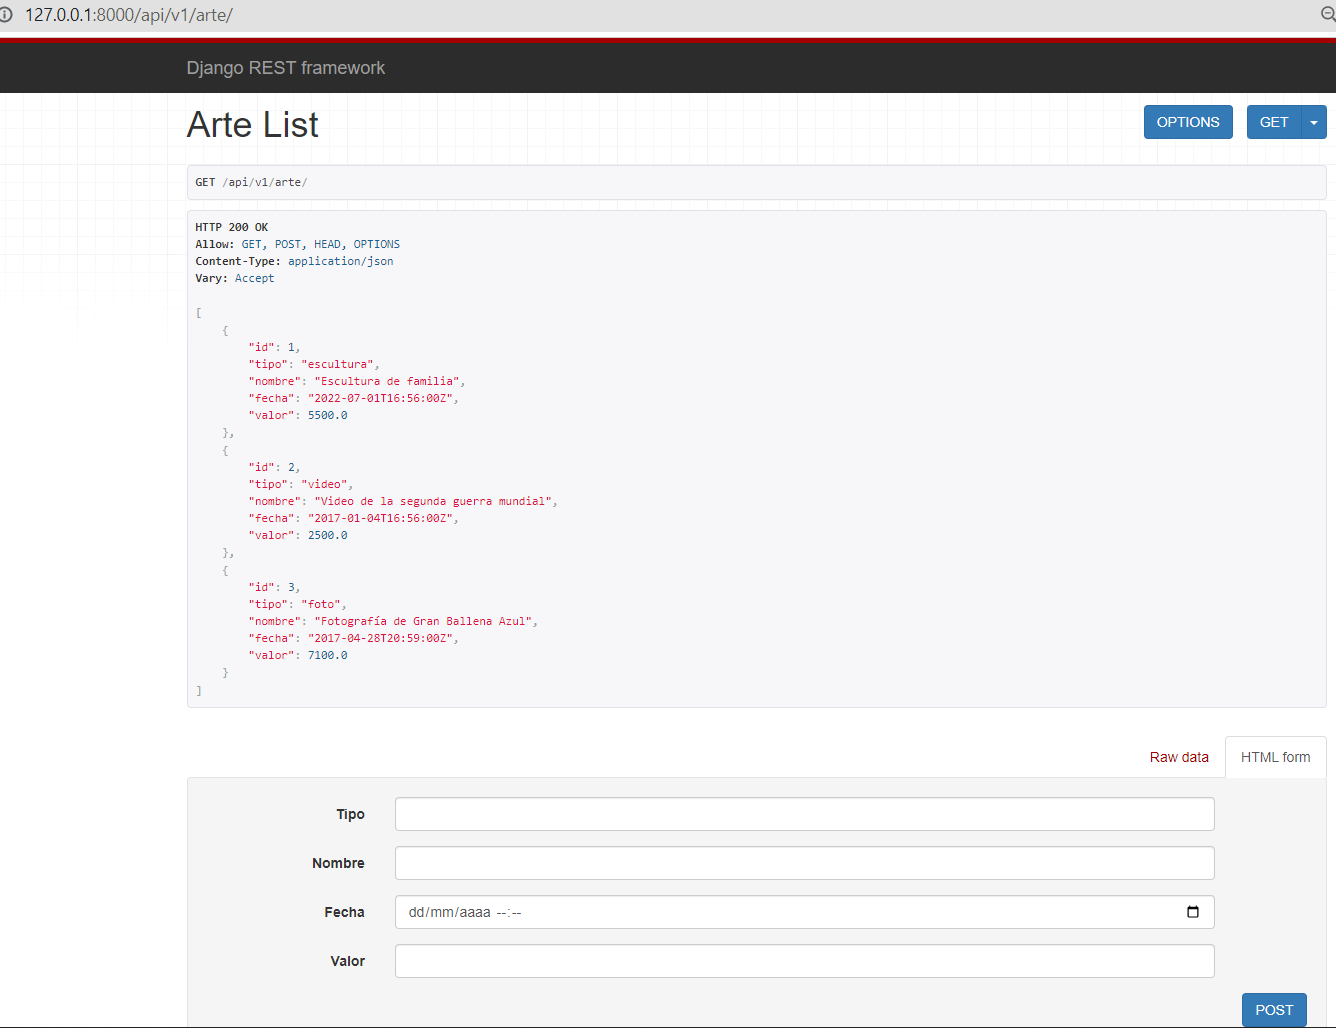 127.0.0.1:8000/api/v1/arte/
Django REST framework
Arte List
OPTIONS
GET
GET /api/v1/arte/
HTTP 200 OK
Allow: GET, POST, HEAD, OPTIONS
Content-Type: application/json
Vary: Accept
[
    {
        "id": 1,
        "tipo": "escultura",
        "nombre": "Escultura de familia",
        "fecha": "2022-07-01T16:56:00Z",
        "valor": 5500.0
    },
    {
        "id": 2,
        "tipo": "video",
        "nombre": "Video de la segunda guerra mundial",
        "fecha": "2017-01-04T16:56:00Z",
        "valor": 2500.0
    },
    {
        "id": 3,
        "tipo": "foto",
        "nombre": "Fotografía de Gran Ballena Azul",
        "fecha": "2017-04-28T20:59:00Z",
        "valor": 7100.0
    }
]
Raw data
HTML form
Tipo
Nombre
Fecha
dd/mm/aaaa --:--
Valor
POST